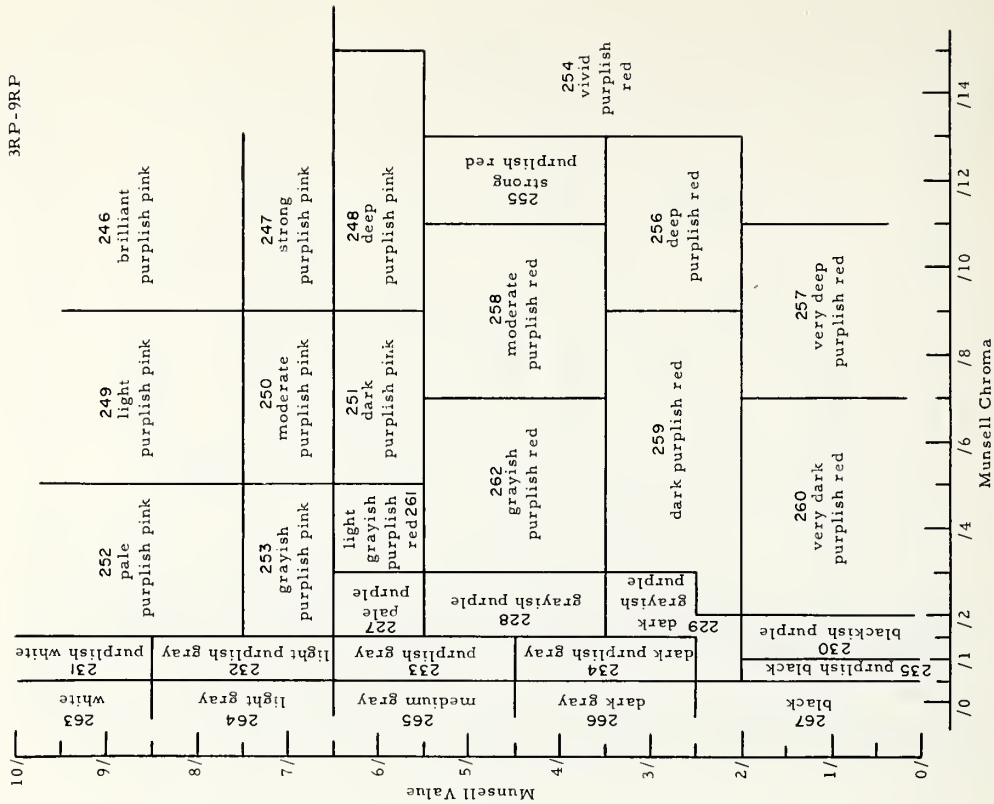 3RP-9RP
246
brilliant
purplish pink
249
light
purplish pink
252
pale
purplish pink
247
strong
purplish pink
250
moderate
purplish pink
253
grayish
purplish pink
248
deep
purplish pink
251
dark
purplish pink
light
grayish
purplish
red 261
254
vivid
purplish
red
255
strong
purplish red
258
moderate
purplish red
262
grayish
purplish red
256
deep
purplish red
259
dark purplish red
257
very deep
purplish red
260
very dark
purplish red
227
pale
purple
228
grayish purple
229
dark
grayish
purple
230
blackish purple
231
purplish white
232
light purplish gray
233
purplish gray
234
dark purplish gray
235
purplish black
263
white
264
light gray
265
medium gray
266
dark gray
267
black
10/
9/
8/
7/
6/
5/
4/
3/
2/
1/
0/
Munsell Value
/0
/1
/2
/4
/6
/8
/10
/12
/14
Munsell Chroma